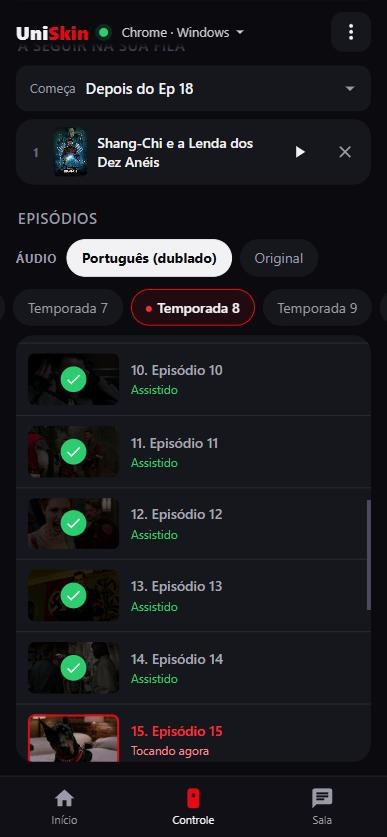 UniSkin
Chrome · Windows
A SEGUIR NA SUA FILA
Começa Depois do Ep 18
1
Shang-Chi e a Lenda dos
Dez Anéis
EPISÓDIOS
ÁUDIO Português (dublado) Original
Temporada 7 Temporada 8 Temporada 9
10. Episódio 10
Assistido
11. Episódio 11
Assistido
12. Episódio 12
Assistido
13. Episódio 13
Assistido
14. Episódio 14
Assistido
15. Episódio 15
Tocando agora
Início Controle Sala